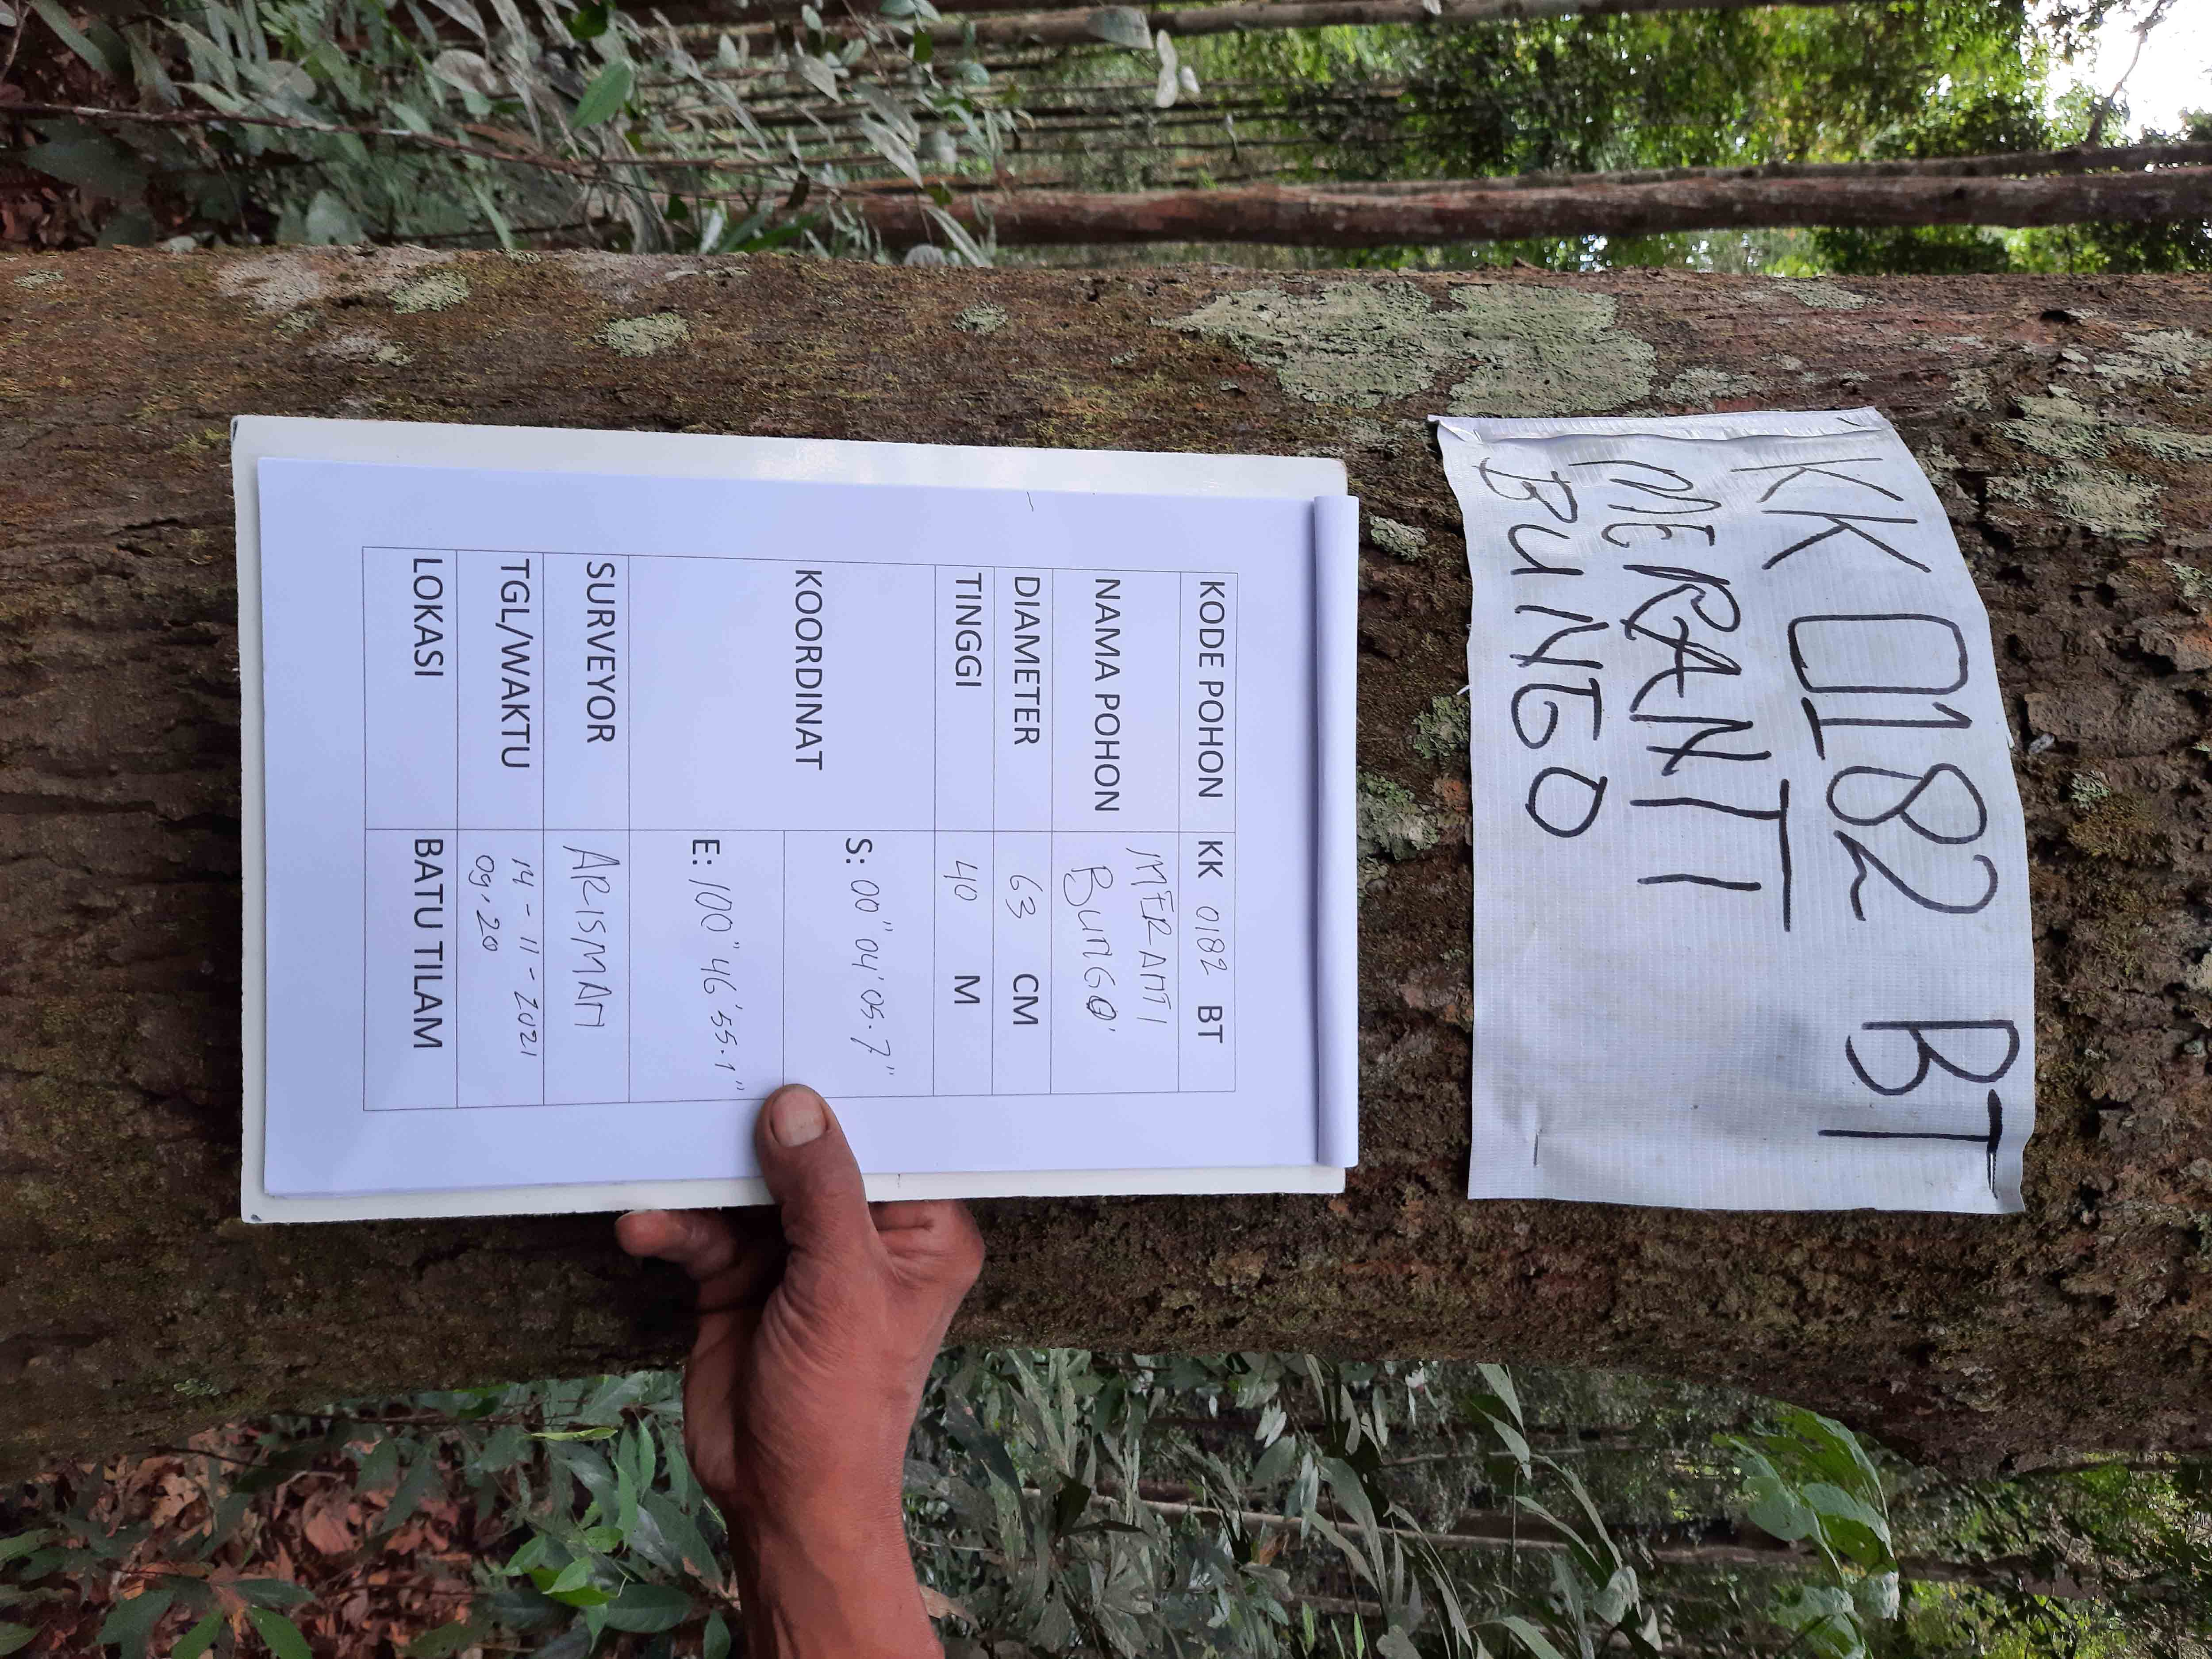 KK 0182 BT
MERANTI
BUNGO
KODE POHON KK 0182 BT
NAMA POHON MERANTI
BUNGO
DIAMETER 63 CM
TINGGI 40 M
KOORDINAT S: 00" 04' 05.7"
E: 100" 46' 55.1"
SURVEYOR ARISMAN
TGL/WAKTU 14 - 11 - 2021
09.20
LOKASI BATU TILAM